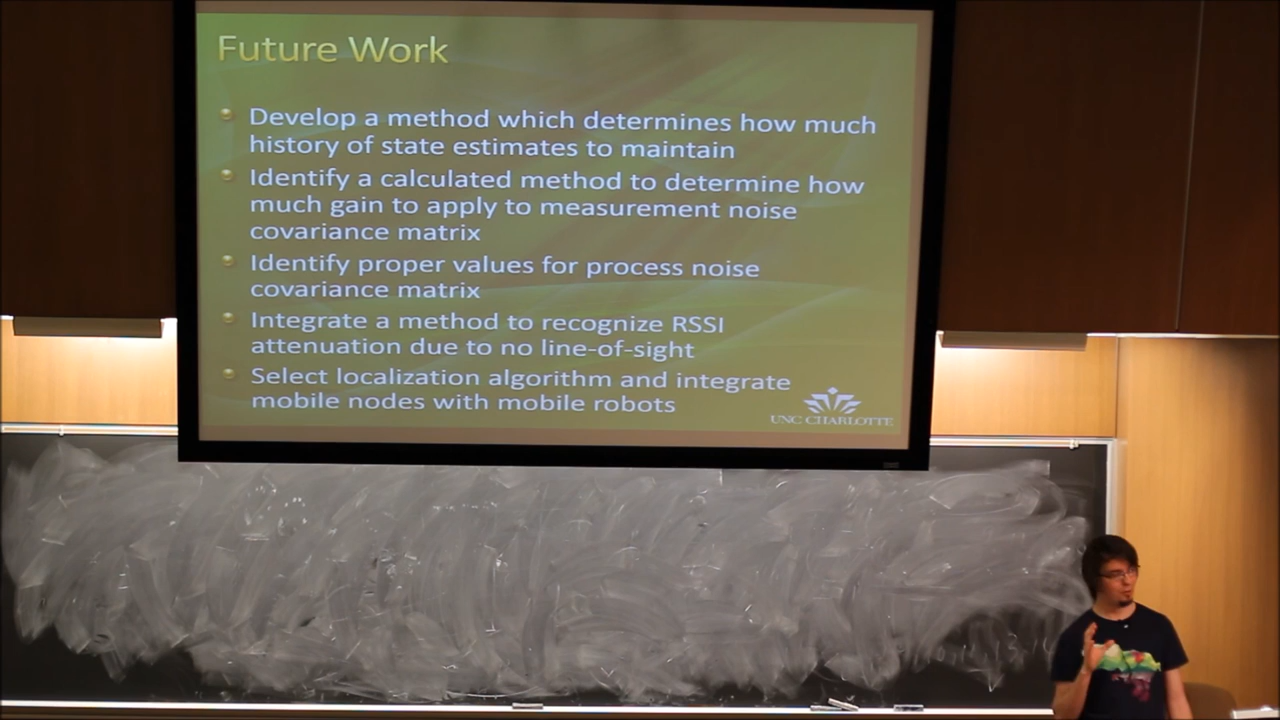 Future Work
Develop a method which determines how much
history of state estimates to maintain
Identify a calculated method to determine how
much gain to apply to measurement noise
covariance matrix
Identify proper values for process noise
covariance matrix
Integrate a method to recognize RSSI
attenuation due to no line-of-sight
Select localization algorithm and integrate
mobile nodes with mobile robots
UNC CHARLOTTE